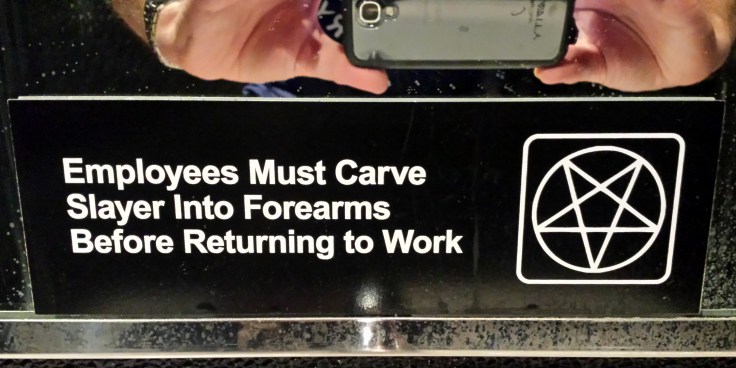 Employees Must Carve
Slayer Into Forearms
Before Returning to Work